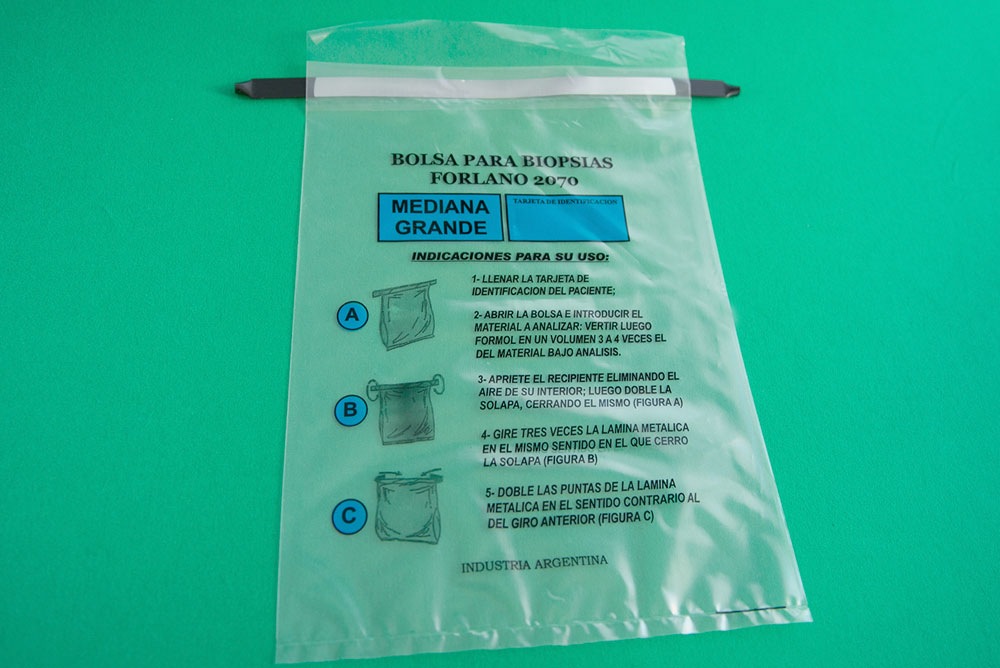 BOLSA PARA BIOPSIAS
FORLANO 2070
MEDIANA
GRANDE
TARJETA DE IDENTIFICACION
INDICACIONES PARA SU USO:
1- LLENAR LA TARJETA DE
IDENTIFICACION DEL PACIENTE;
A
2- ABRIR LA BOLSA E INTRODUCIR EL
MATERIAL A ANALIZAR: VERTIR LUEGO
FORMOL EN UN VOLUMEN 3 A 4 VECES EL
DEL MATERIAL BAJO ANALISIS.
3- APRIETE EL RECIPIENTE ELIMINANDO EL
AIRE DE SU INTERIOR; LUEGO DOBLE LA
SOLAPA, CERRANDO EL MISMO (FIGURA A)
B
4- GIRE TRES VECES LA LAMINA METALICA
EN EL MISMO SENTIDO EN EL QUE CERRO
LA SOLAPA (FIGURA B)
C
5- DOBLE LAS PUNTAS DE LA LAMINA
METALICA EN EL SENTIDO CONTRARIO AL
DEL GIRO ANTERIOR (FIGURA C)
INDUSTRIA ARGENTINA